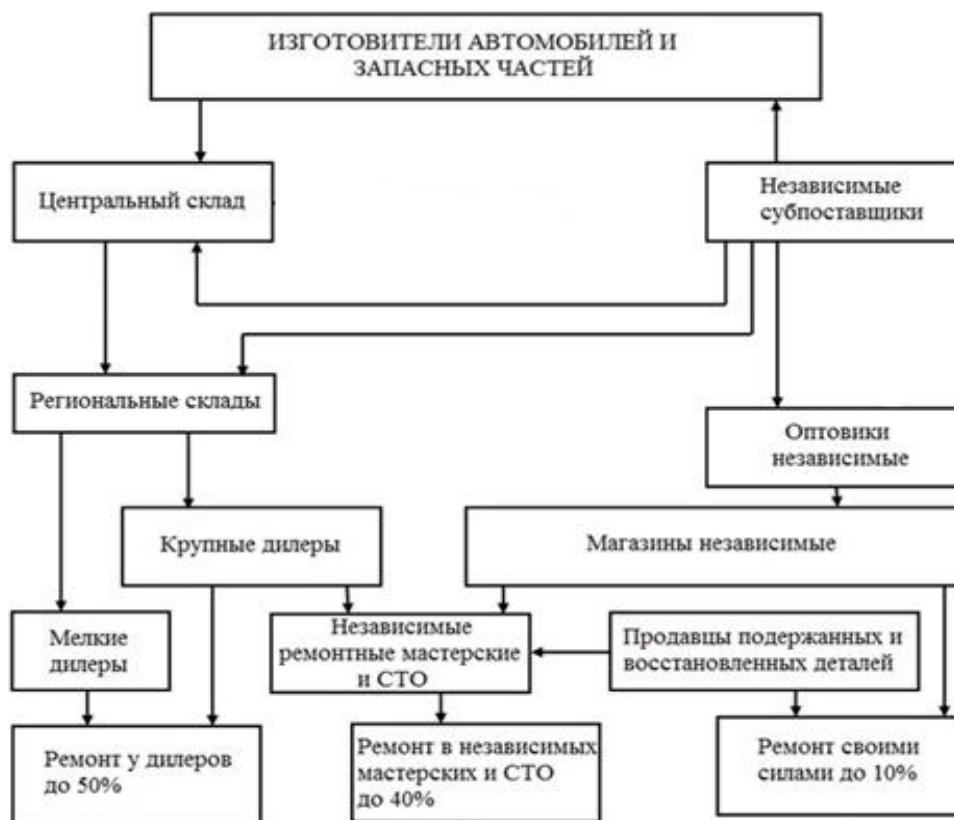 ИЗГОТОВИТЕЛИ АВТОМОБИЛЕЙ И
ЗАПАСНЫХ ЧАСТЕЙ
Центральный склад
Независимые
субпоставщики
Региональные склады
Оптовики
независимые
Крупные дилеры
Магазины независимые
Мелкие
дилеры
Независимые
ремонтные мастерские
и СТО
Продавцы подержанных и
восстановленных деталей
Ремонт у дилеров
до 50%
Ремонт в независимых
мастерских и СТО
до 40%
Ремонт своими
силами до 10%